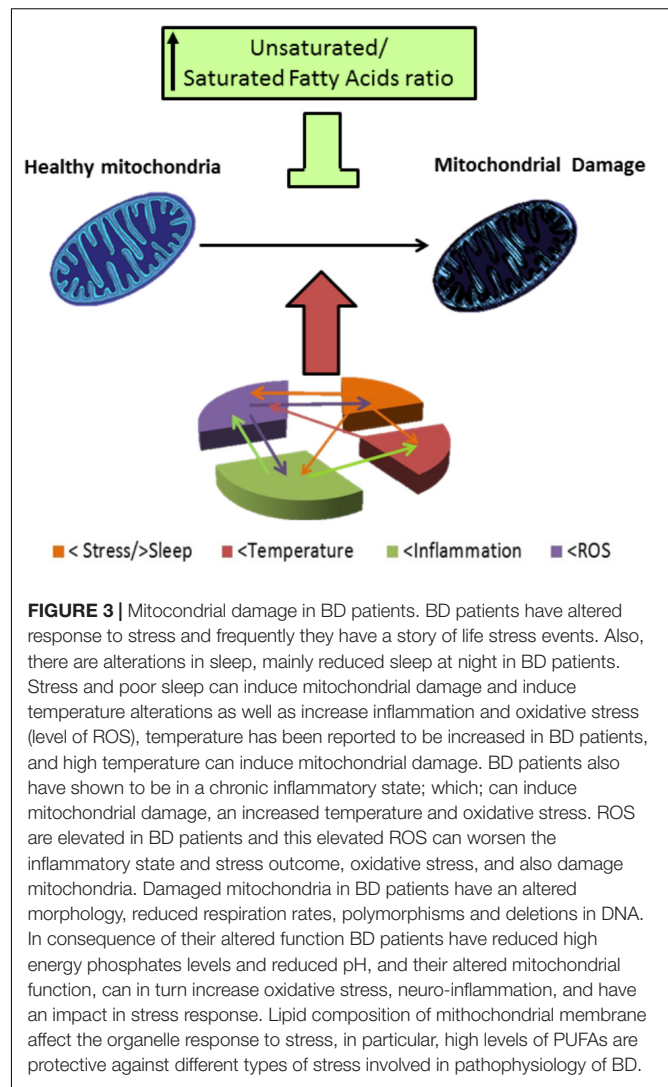 Unsaturated/
Saturated Fatty Acids ratio
Healthy mitochondria
Mitochondrial Damage
< Stress/>Sleep <Temperature <Inflammation <ROS
FIGURE 3 | Mitocondrial damage in BD patients. BD patients have altered
response to stress and frequently they have a story of life stress events. Also,
there are alterations in sleep, mainly reduced sleep at night in BD patients.
Stress and poor sleep can induce mitochondrial damage and induce
temperature alterations as well as increase inflammation and oxidative stress
(level of ROS), temperature has been reported to be increased in BD patients,
and high temperature can induce mitochondrial damage. BD patients also
have shown to be in a chronic inflammatory state; which; can induce
mitochondrial damage, an increased temperature and oxidative stress. ROS
are elevated in BD patients and this elevated ROS can worsen the
inflammatory state and stress outcome, oxidative stress, and also damage
mitochondria. Damaged mitochondria in BD patients have an altered
morphology, reduced respiration rates, polymorphisms and deletions in DNA.
In consequence of their altered function BD patients have reduced high
energy phosphates levels and reduced pH, and their altered mitochondrial
function, can in turn increase oxidative stress, neuro-inflammation, and have
an impact in stress response. Lipid composition of mithochondrial membrane
affect the organelle response to stress, in particular, high levels of PUFAs are
protective against different types of stress involved in pathophysiology of BD.